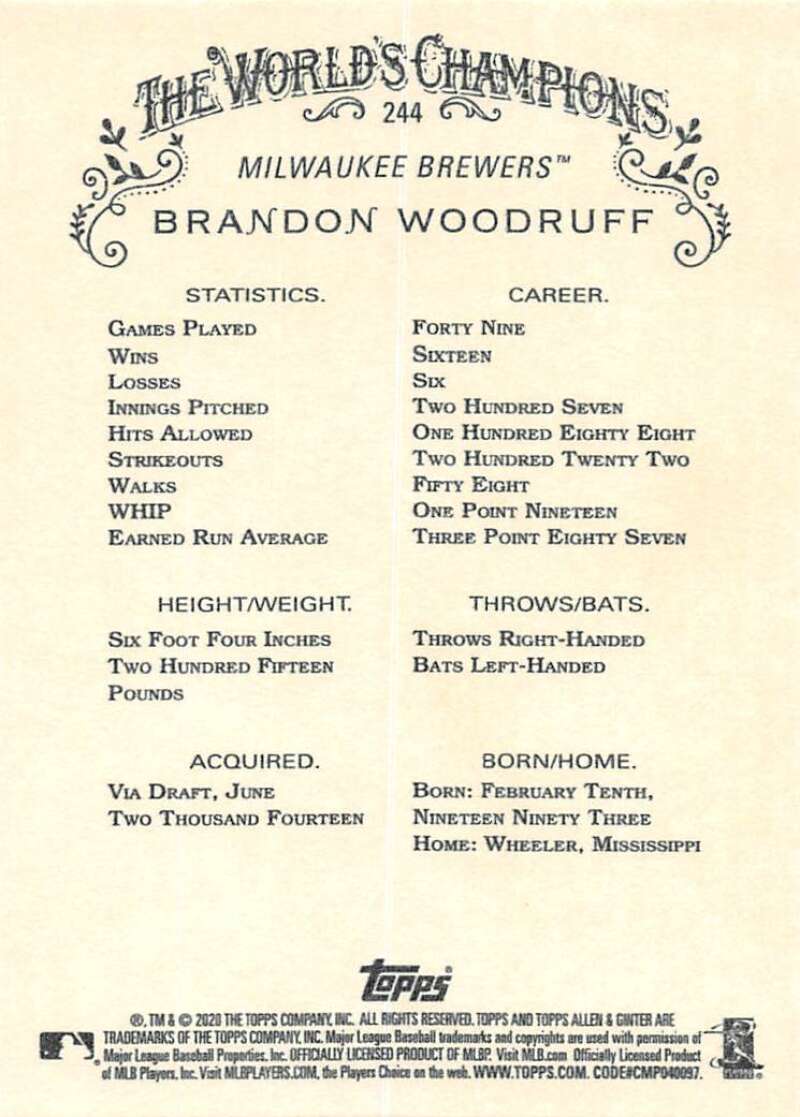 THE WORLD'S CHAMPIONS
244
MILWAUKEE BREWERS™
BRANDON WOODRUFF
STATISTICS. CAREER.
GAMES PLAYED FORTY NINE
WINS SIXTEEN
LOSSES SIX
INNINGS PITCHED TWO HUNDRED SEVEN
HITS ALLOWED ONE HUNDRED EIGHTY EIGHT
STRIKEOUTS TWO HUNDRED TWENTY TWO
WALKS FIFTY EIGHT
WHIP ONE POINT NINETEEN
EARNED RUN AVERAGE THREE POINT EIGHTY SEVEN
HEIGHT/WEIGHT.
SIX FOOT FOUR INCHES
TWO HUNDRED FIFTEEN
POUNDS
THROWS/BATS.
THROWS RIGHT-HANDED
BATS LEFT-HANDED
ACQUIRED.
VIA DRAFT, JUNE
TWO THOUSAND FOURTEEN
BORN/HOME.
BORN: FEBRUARY TENTH,
NINETEEN NINETY THREE
HOME: WHEELER, MISSISSIPPI
Topps®
®, TM & © 2020 THE TOPPS COMPANY, INC. ALL RIGHTS RESERVED. TOPPS AND TOPPS ALLEN & GINTER ARE
TRADEMARKS OF THE TOPPS COMPANY, INC. Major League Baseball trademarks and copyrights are used with permission of
Major League Baseball Properties, Inc. OFFICIALLY LICENSED PRODUCT OF MLBP. Visit MLB.com Officially Licensed Product
of MLB Players, Inc. Visit MLBPLAYERS.COM, the Players Choice on the web. WWW.TOPPS.COM. CODE#CMP040097.